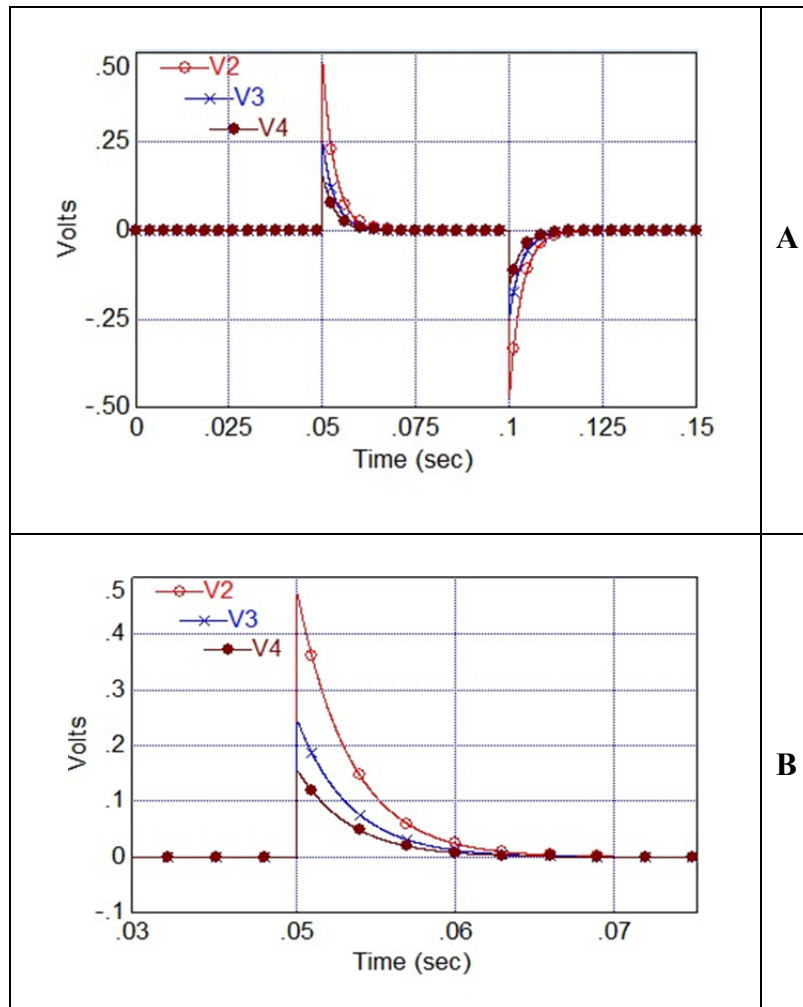 .50
V2
V3
V4
.25
0
-.25
-.50
Volts
0 .025 .05 .075 .1 .125 .15
Time (sec)
A
.5
V2
V3
V4
.4
.3
.2
.1
0
-.1
Volts
.03 .05 .06 .07
Time (sec)
B